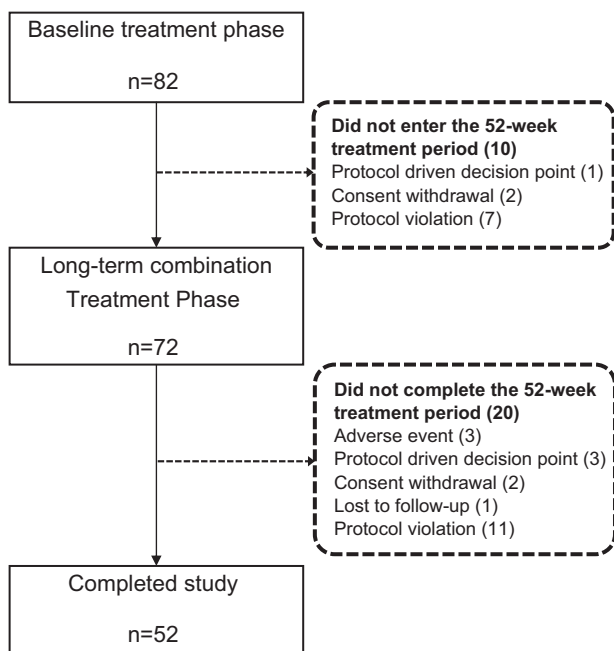 Baseline treatment phase
n=82
Did not enter the 52-week
treatment period (10)
Protocol driven decision point (1)
Consent withdrawal (2)
Protocol violation (7)
Long-term combination
Treatment Phase
n=72
Did not complete the 52-week
treatment period (20)
Adverse event (3)
Protocol driven decision point (3)
Consent withdrawal (2)
Lost to follow-up (1)
Protocol violation (11)
Completed study
n=52